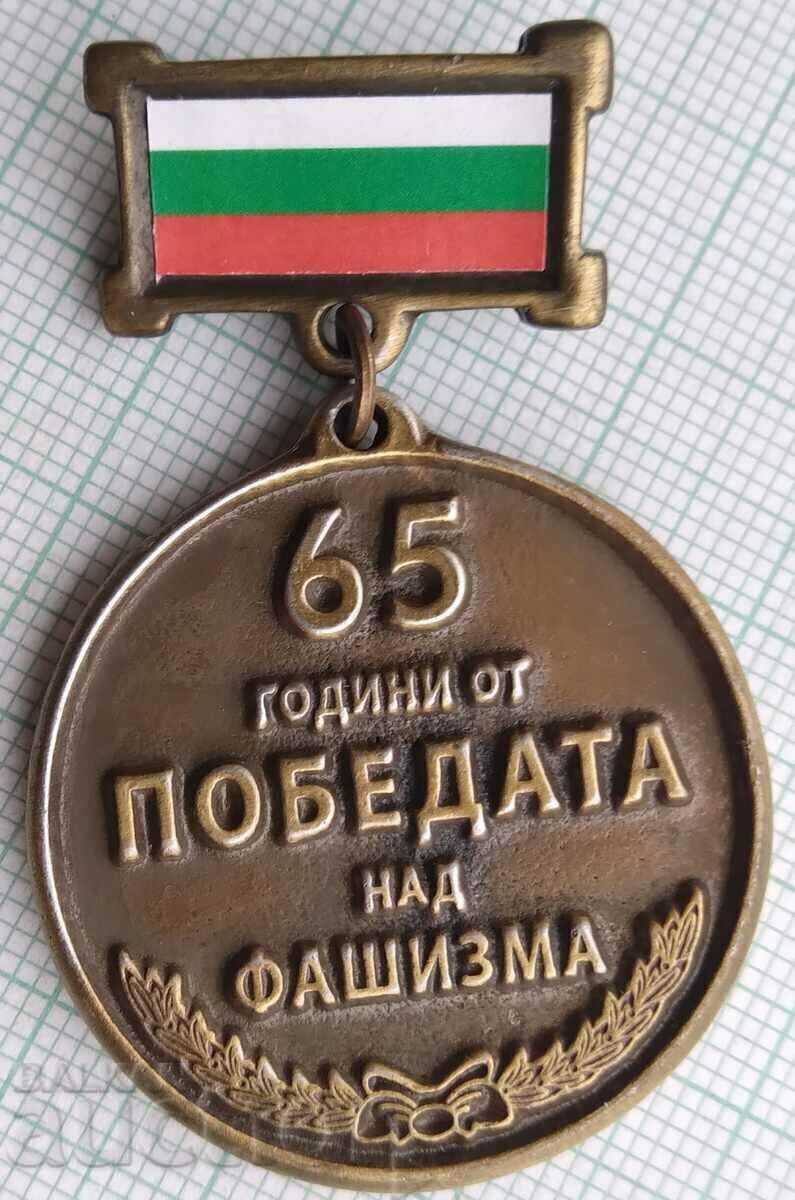 65
ГОДИНИ ОТ
ПОБЕДАТА
НАД
ФАШИЗМА